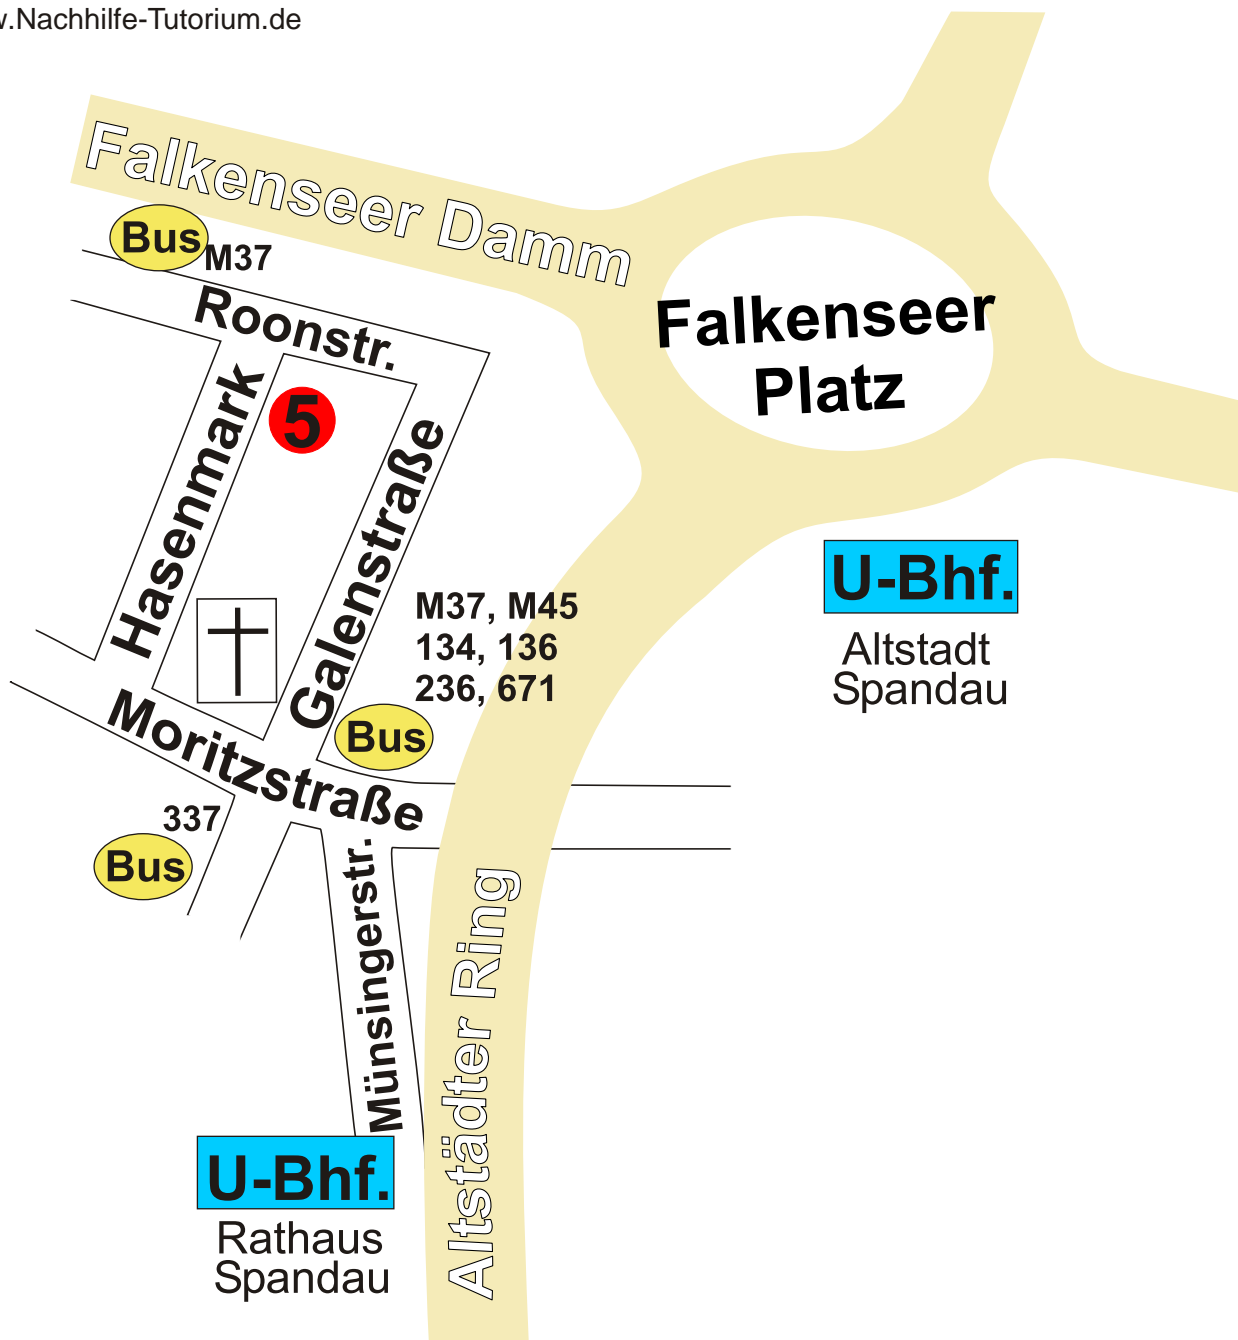 w.Nachhilfe-Tutorium.de
Falkenseer Damm
Bus
M37
Roonstr.
Falkenseer
Platz
Hasenmark
5
Galenstraße
U-Bhf.
Altstadt
Spandau
M37, M45
134, 136
236, 671
Bus
Moritzstraße
337
Bus
Münsingerstr.
Altstädter Ring
U-Bhf.
Rathaus
Spandau